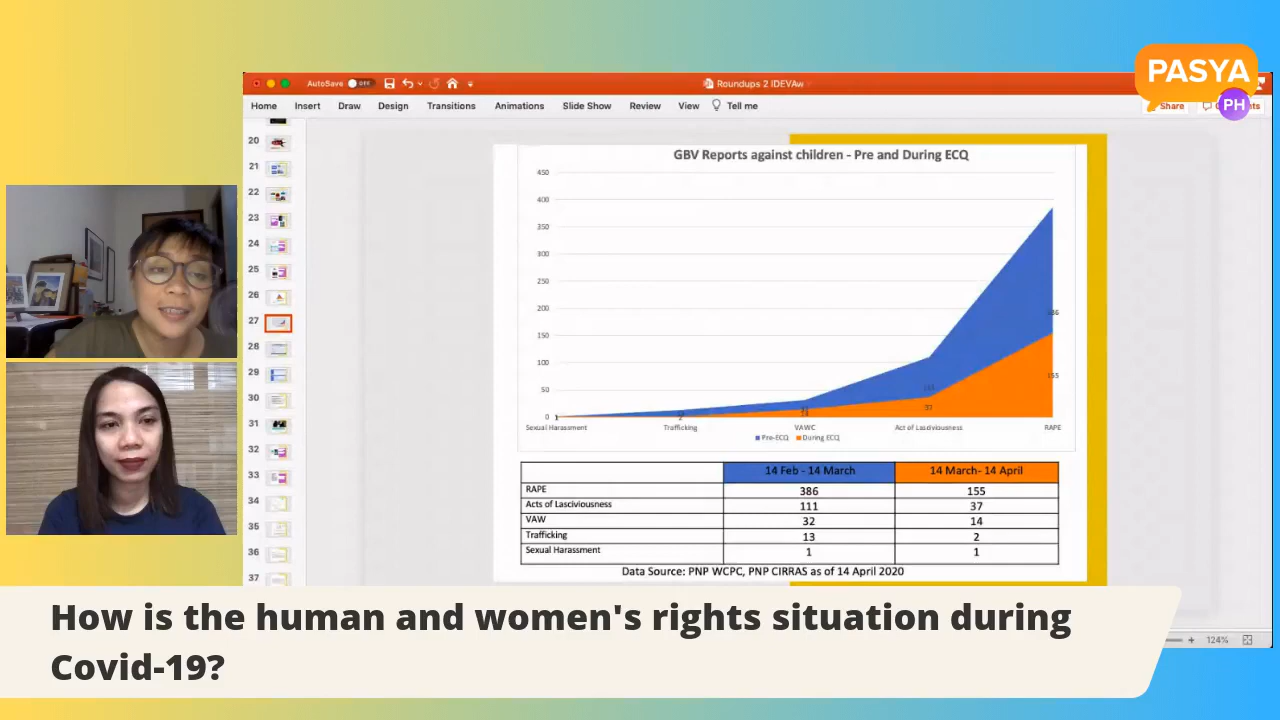 PASYA
PH
AutoSave OFF
Roundups 2 IDEVAw
Home Insert Draw Design Transitions Animations Slide Show Review View Tell me
Share
20
21
22
23
24
25
26
27
28
29
30
31
32
33
34
35
36
37
GBV Reports against children - Pre and During ECQ
450
400
350
300
250
200
150
100
50
0
1
2
14
111
37
155
Sexual Harassment Trafficking VAWC Act of Lasciviousness RAPE
Pre-ECQ During ECQ
14 Feb - 14 March 14 March- 14 April
RAPE 386 155
Acts of Lasciviousness 111 37
VAW 32 14
Trafficking 13 2
Sexual Harassment 1 1
Data Source: PNP WCPC, PNP CIRRAS as of 14 April 2020
124%
How is the human and women's rights situation during
Covid-19?